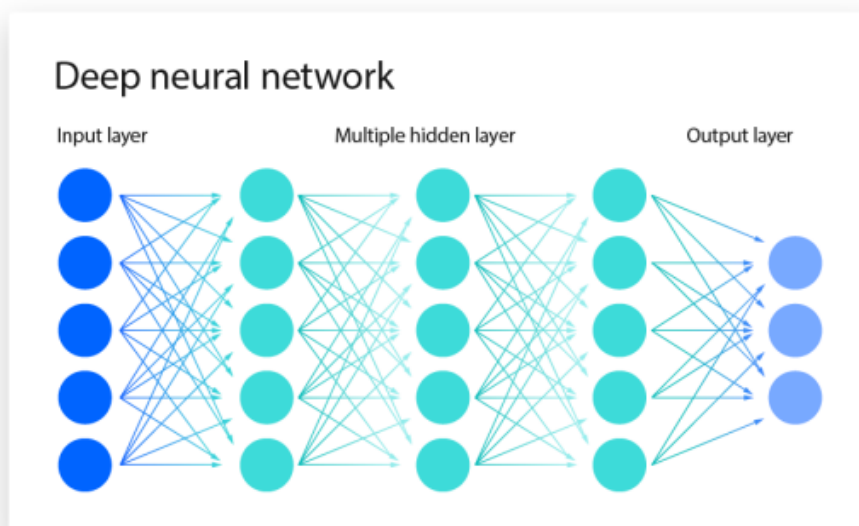 Deep neural network
Input layer
Multiple hidden layer
Output layer